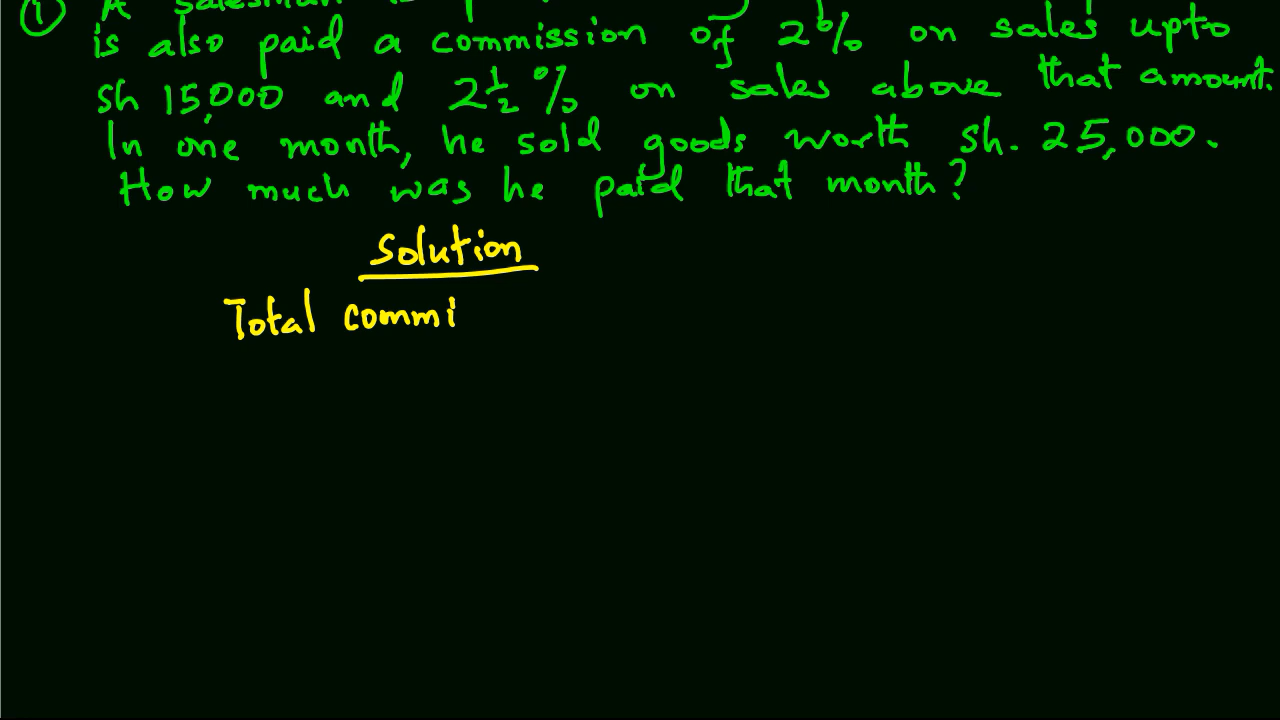 ① A salesman is
is also paid a commission of 2% on sales upto
sh 15,000 and 2½% on sales above that amount.
In one month, he sold goods worth sh. 25,000.
How much was he paid that month?
Solution
Total commi